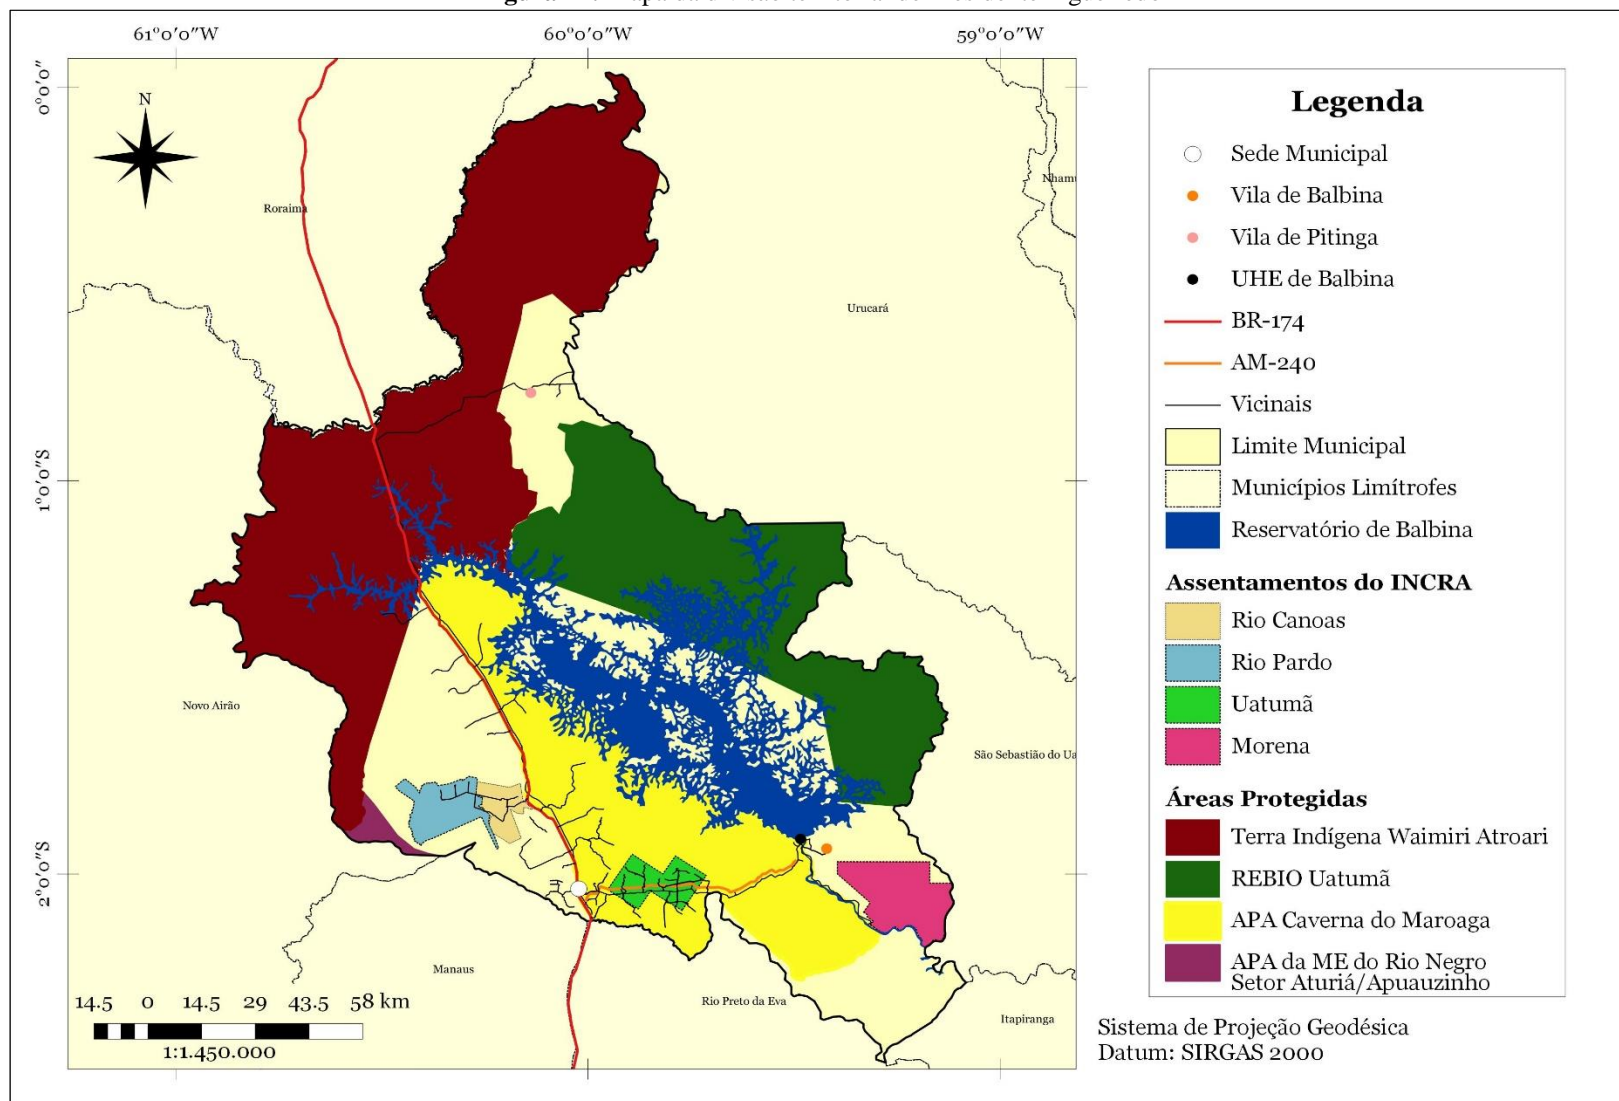 61°0'0"W
60°0'0"W
59°0'0"W
0°0'0"
1°0'0"S
2°0'0"S
N
Roraima
Urucará
Novo Airão
São Sebastião do Ua
Manaus
Rio Preto da Eva
Itapiranga
14.5 0 14.5 29 43.5 58 km
1:1.450.000
Legenda
Sede Municipal
Vila de Balbina
Vila de Pitinga
UHE de Balbina
BR-174
AM-240
Vicinais
Limite Municipal
Municípios Limítrofes
Reservatório de Balbina
Assentamentos do INCRA
Rio Canoas
Rio Pardo
Uatumã
Morena
Áreas Protegidas
Terra Indígena Waimiri Atroari
REBIO Uatumã
APA Caverna do Maroaga
APA da ME do Rio Negro
Setor Aturiá/Apuauzinho
Sistema de Projeção Geodésica
Datum: SIRGAS 2000